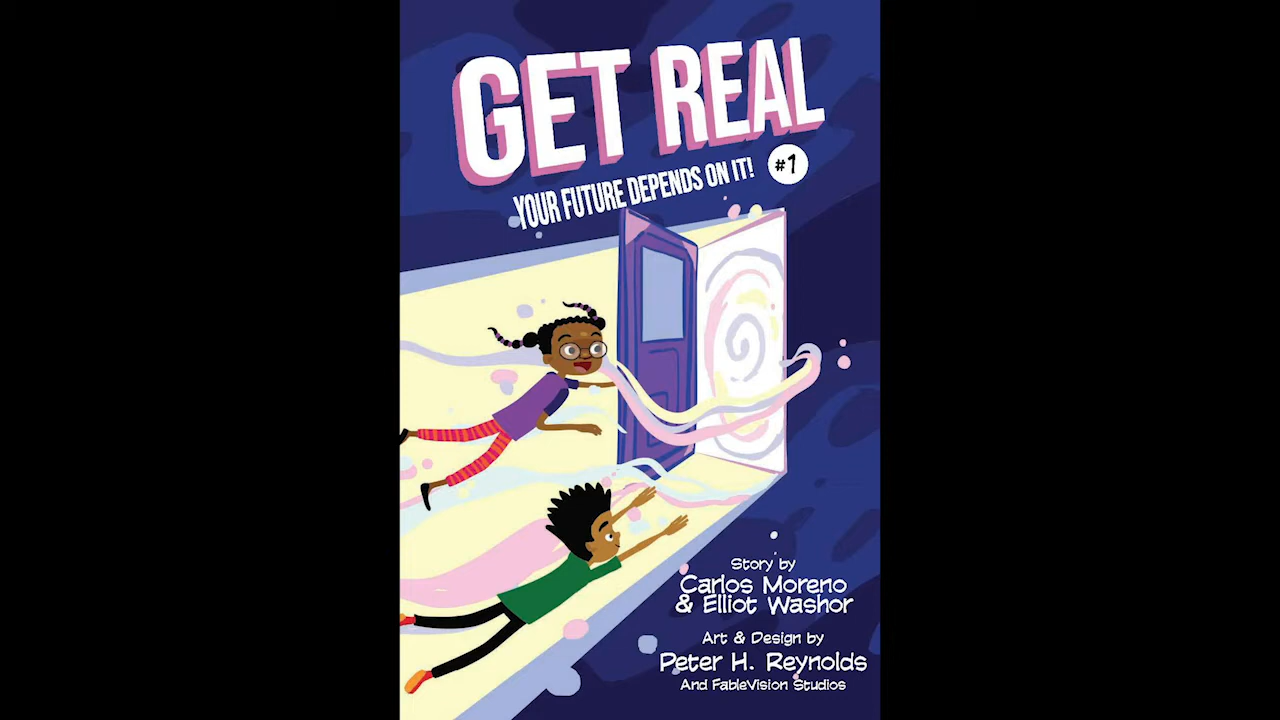 GET REAL
YOUR FUTURE DEPENDS ON IT!
#1
Story by
Carlos Moreno
& Elliot Washor
Art & Design by
Peter H. Reynolds
And FableVision Studios